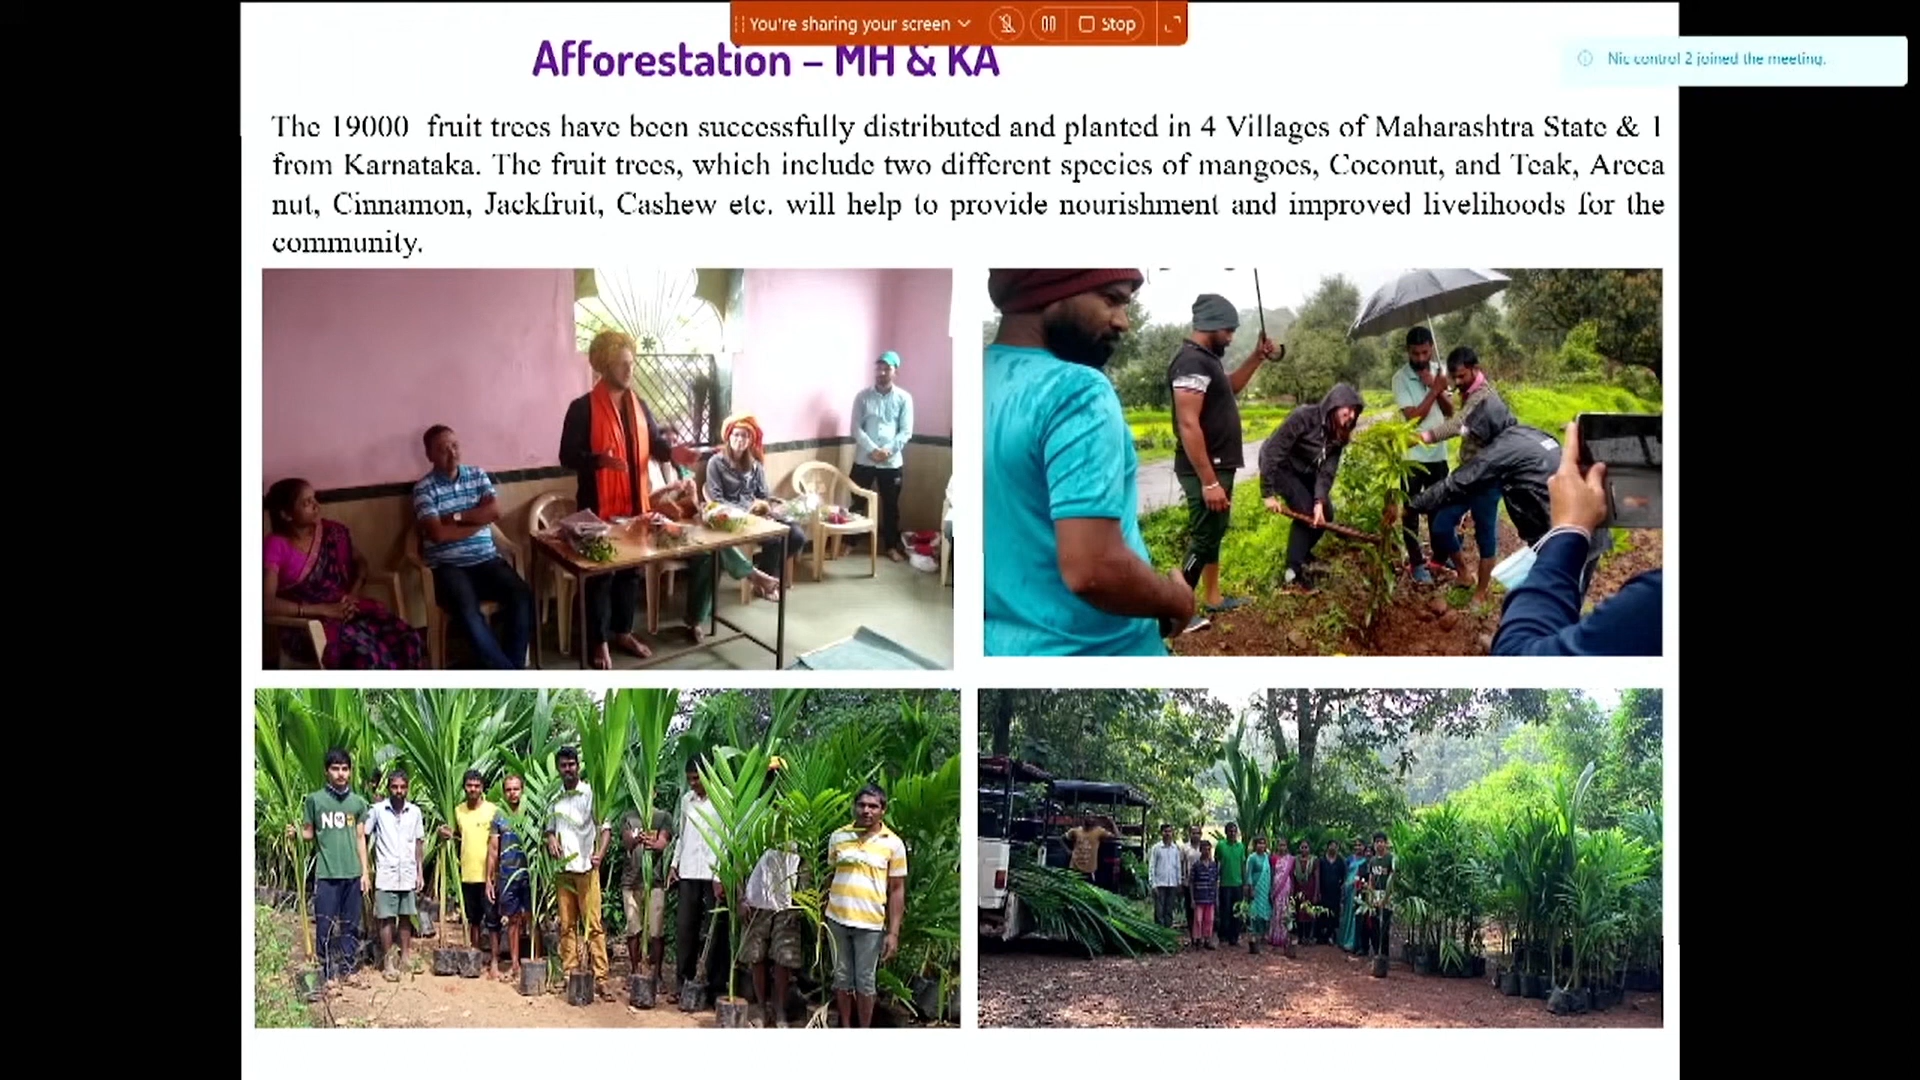 You're sharing your screen
Stop
Afforestation – MH & KA
Nic control 2 joined the meeting.
The 19000 fruit trees have been successfully distributed and planted in 4 Villages of Maharashtra State & 1
from Karnataka. The fruit trees, which include two different species of mangoes, Coconut, and Teak, Areca
nut, Cinnamon, Jackfruit, Cashew etc. will help to provide nourishment and improved livelihoods for the
community.